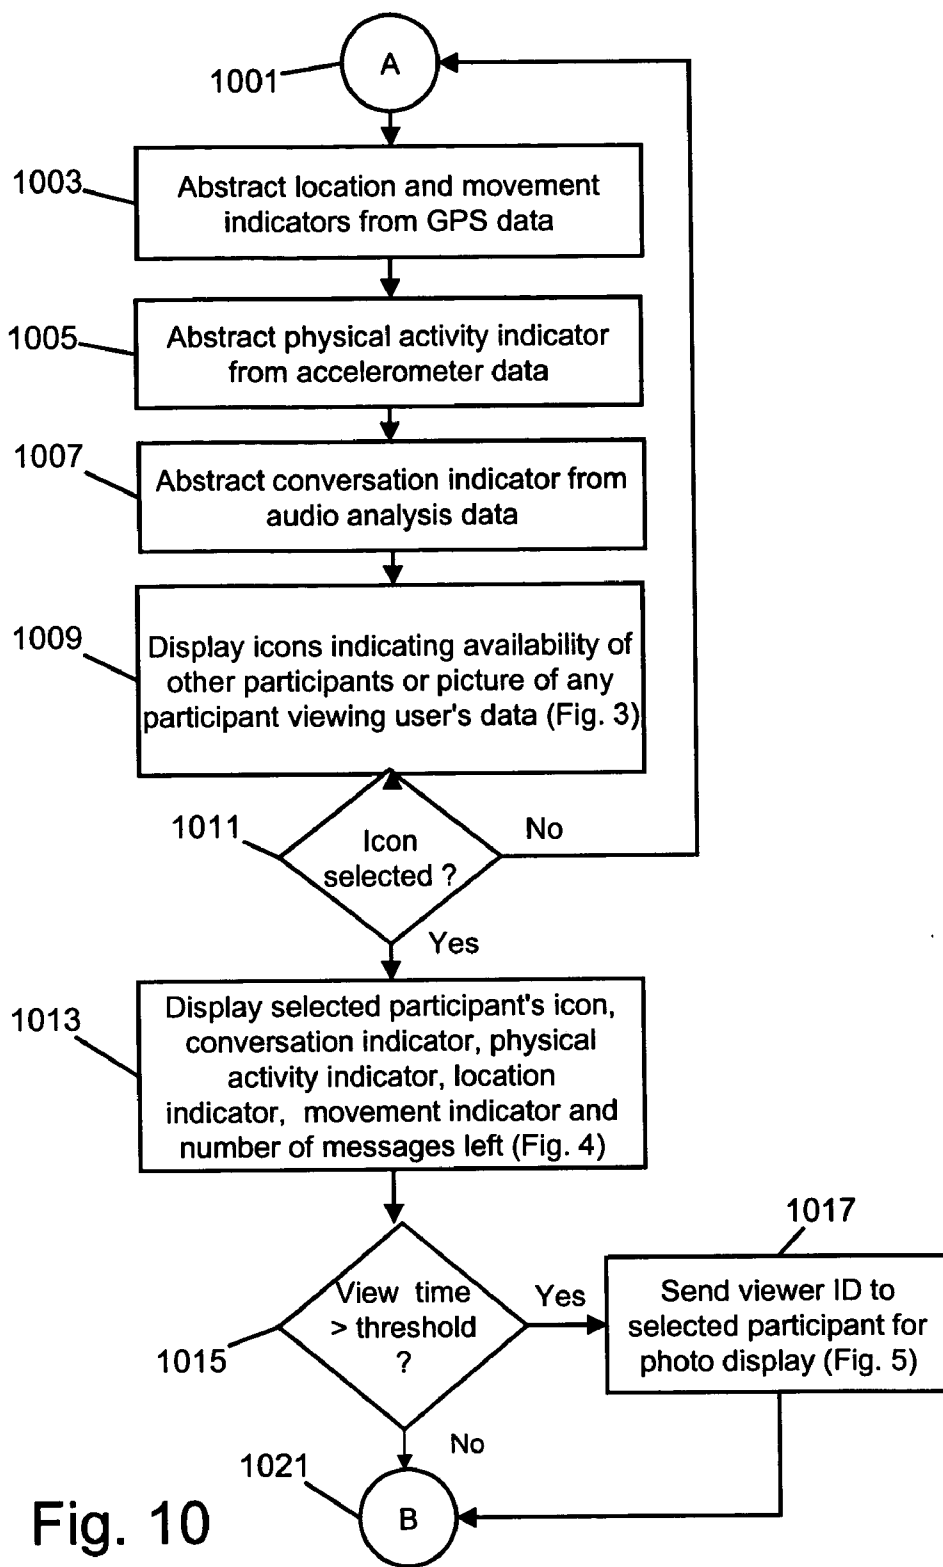 1001
A
1003
Abstract location and movement
indicators from GPS data
1005
Abstract physical activity indicator
from accelerometer data
1007
Abstract conversation indicator from
audio analysis data
1009
Display icons indicating availability of
other participants or picture of any
participant viewing user's data (Fig. 3)
1011
Icon
selected ?
No
Yes
1013
Display selected participant's icon,
conversation indicator, physical
activity indicator, location
indicator, movement indicator and
number of messages left (Fig. 4)
1015
View time
> threshold
?
Yes
1017
Send viewer ID to
selected participant for
photo display (Fig. 5)
No
1021
B
Fig. 10